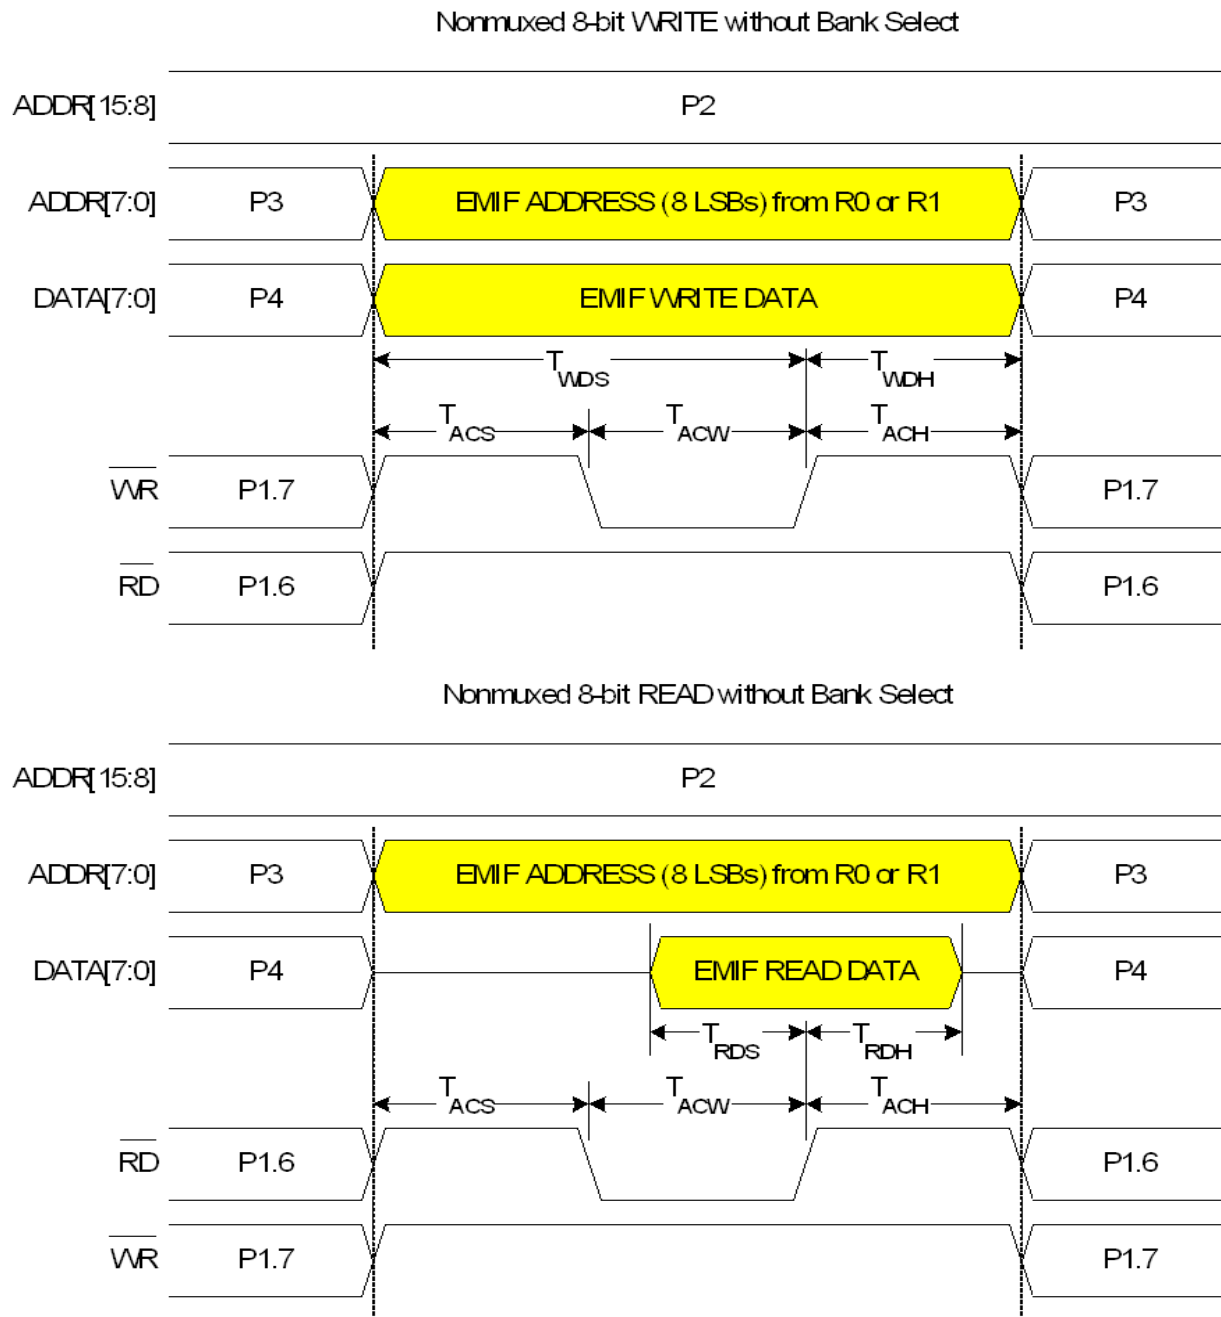 Nonmuxed 8-bit WRITE without Bank Select
ADDR[15:8] P2
ADDR[7:0] P3 EMIF ADDRESS (8 LSBs) from R0 or R1 P3
DATA[7:0] P4 EMIF WRITE DATA P4
TWDS TWDH
TACS TACW TACH
WR P1.7 P1.7
RD P1.6 P1.6
Nonmuxed 8-bit READ without Bank Select
ADDR[15:8] P2
ADDR[7:0] P3 EMIF ADDRESS (8 LSBs) from R0 or R1 P3
DATA[7:0] P4 EMIF READ DATA P4
TRDS TRDH
TACS TACW TACH
RD P1.6 P1.6
WR P1.7 P1.7